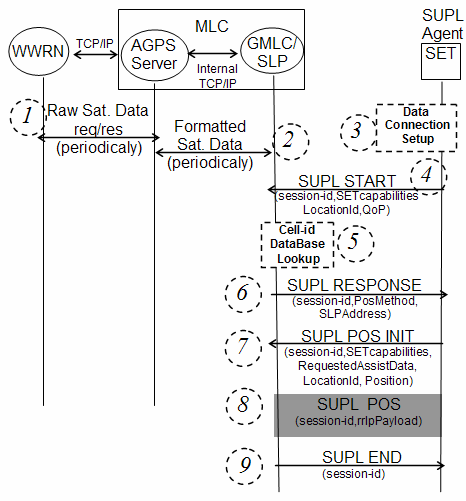 MLC
SUPL
Agent
WWRN
TCP/IP
AGPS
Server
Internal
TCP/IP
GMLC/
SLP
SET
1
Raw Sat. Data
req/res
(periodicaly)
Formatted
Sat. Data
(periodicaly)
2
3
Data
Connection
Setup
4
SUPL START
(session-id,SETcapabilities
LocationId,QoP)
Cell-id
DataBase
Lookup
5
6
SUPL RESPONSE
(session-id,PosMethod,
SLPAddress)
7
SUPL POS INIT
(session-id,SETcapabilities,
RequestedAssistData,
LocationId, Position)
8
SUPL POS
(session-id,rrlpPayload)
9
SUPL END
(session-id)